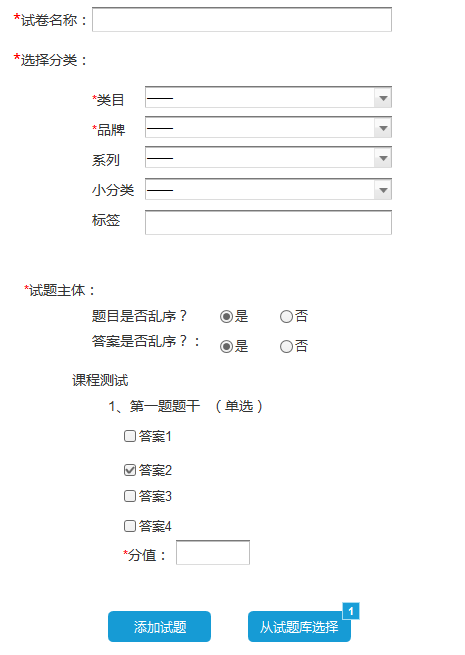 *试卷名称：
*选择分类：
*类目 ——
*品牌 ——
系列 ——
小分类 ——
标签
*试题主体：
题目是否乱序？ 是 否
答案是否乱序？： 是 否
课程测试
1、第一题题干 （单选）
答案1
答案2
答案3
答案4
*分值：
添加试题 从试题库选择 1